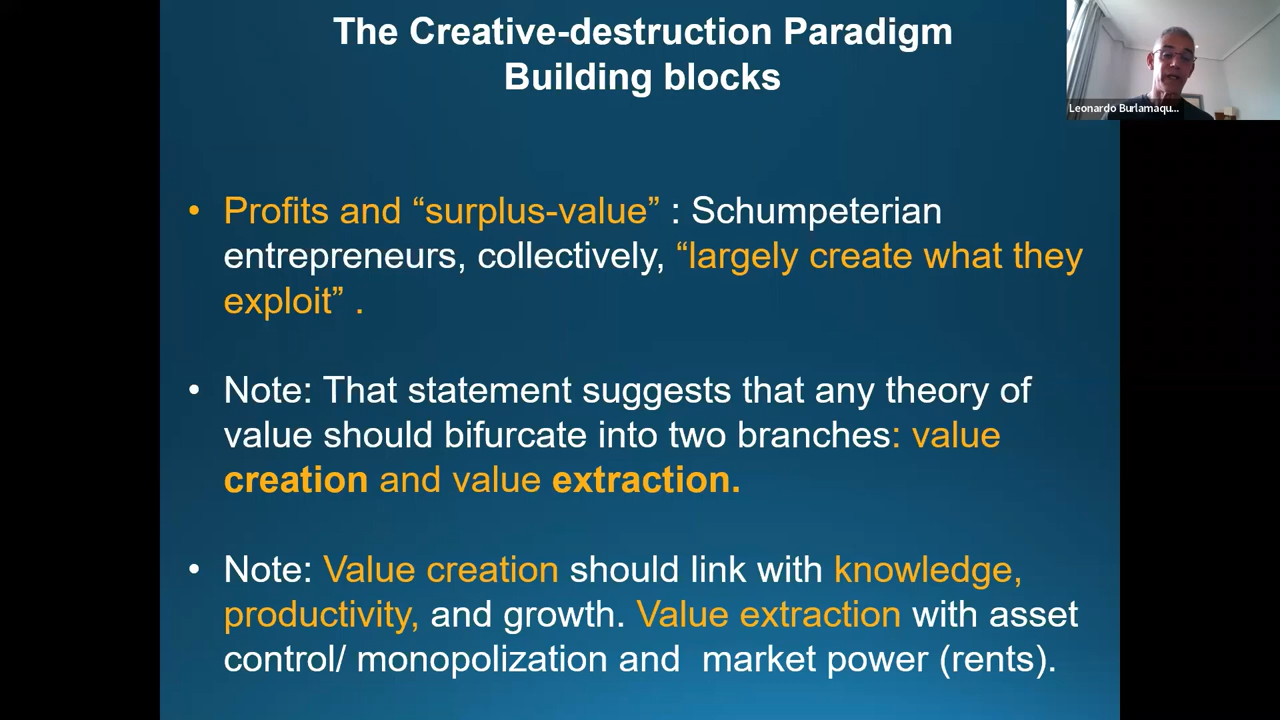 The Creative-destruction Paradigm
Building blocks
Leonardo Burlamaqu...
• Profits and “surplus-value” : Schumpeterian
entrepreneurs, collectively, “largely create what they
exploit” .
• Note: That statement suggests that any theory of
value should bifurcate into two branches: value
creation and value extraction.
• Note: Value creation should link with knowledge,
productivity, and growth. Value extraction with asset
control/ monopolization and  market power (rents).